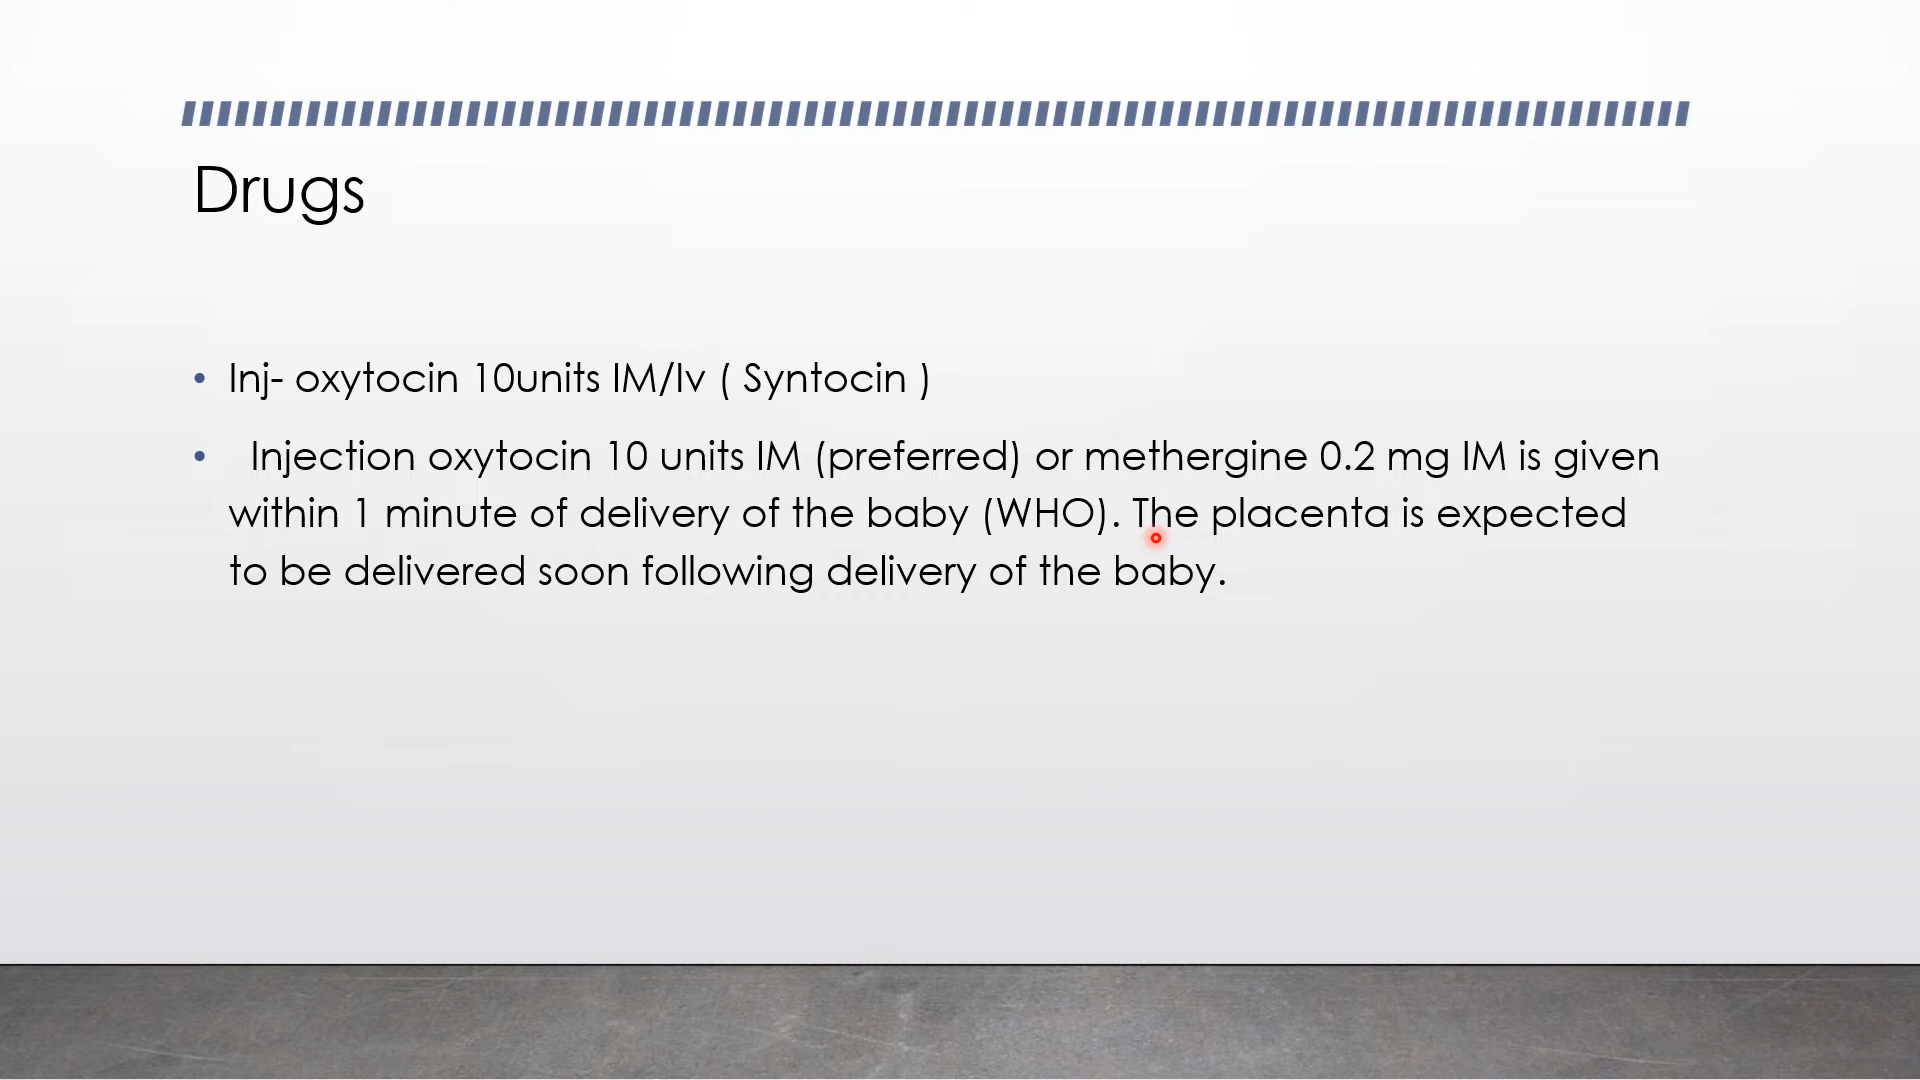 Drugs
• Inj- oxytocin 10units IM/Iv ( Syntocin )
• Injection oxytocin 10 units IM (preferred) or methergine 0.2 mg IM is given
within 1 minute of delivery of the baby (WHO). The placenta is expected
to be delivered soon following delivery of the baby.